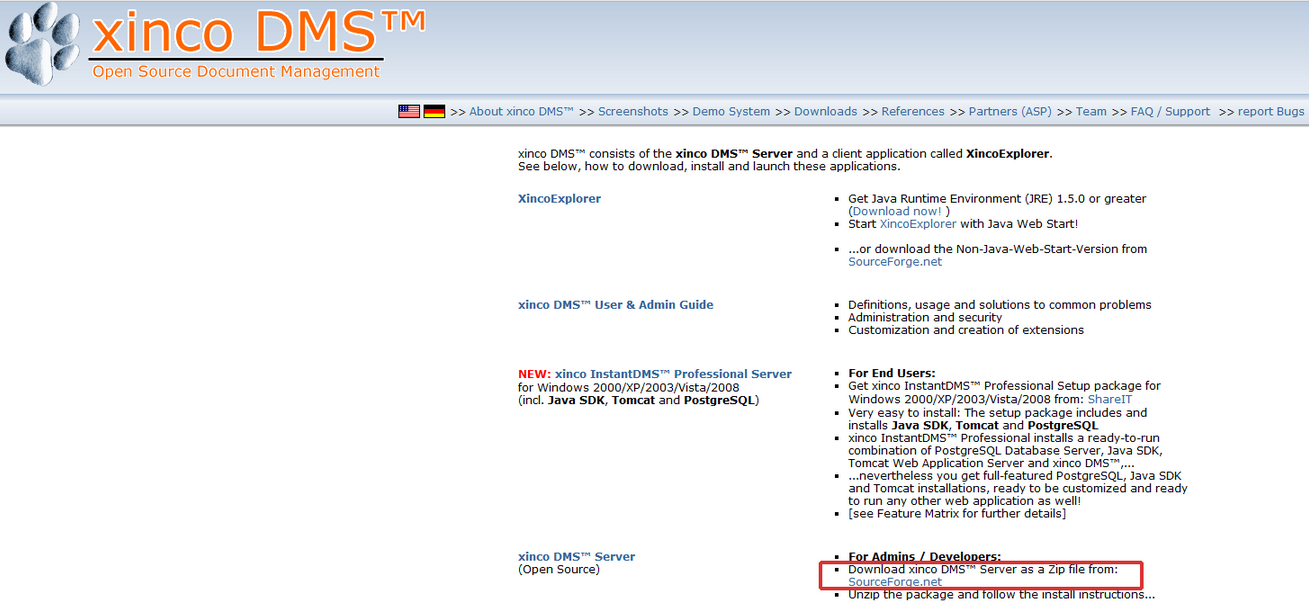 xinco DMS™
Open Source Document Management
>> About xinco DMS™ >> Screenshots >> Demo System >> Downloads >> References >> Partners (ASP) >> Team >> FAQ / Support >> report Bugs
xinco DMS™ consists of the xinco DMS™ Server and a client application called XincoExplorer.
See below, how to download, install and launch these applications.
XincoExplorer
Get Java Runtime Environment (JRE) 1.5.0 or greater
(Download now! )
Start XincoExplorer with Java Web Start!
...or download the Non-Java-Web-Start-Version from
SourceForge.net
xinco DMS™ User & Admin Guide
Definitions, usage and solutions to common problems
Administration and security
Customization and creation of extensions
NEW: xinco InstantDMS™ Professional Server
for Windows 2000/XP/2003/Vista/2008
(incl. Java SDK, Tomcat and PostgreSQL)
For End Users:
Get xinco InstantDMS™ Professional Setup package for
Windows 2000/XP/2003/Vista/2008 from: ShareIT
Very easy to install: The setup package includes and
installs Java SDK, Tomcat and PostgreSQL
xinco InstantDMS™ Professional installs a ready-to-run
combination of PostgreSQL Database Server, Java SDK,
Tomcat Web Application Server and xinco DMS™,...
...nevertheless you get full-featured PostgreSQL, Java SDK
and Tomcat installations, ready to be customized and ready
to run any other web application as well!
[see Feature Matrix for further details]
xinco DMS™ Server
(Open Source)
For Admins / Developers:
Download xinco DMS™ Server as a Zip file from:
SourceForge.net
Unzip the package and follow the install instructions...